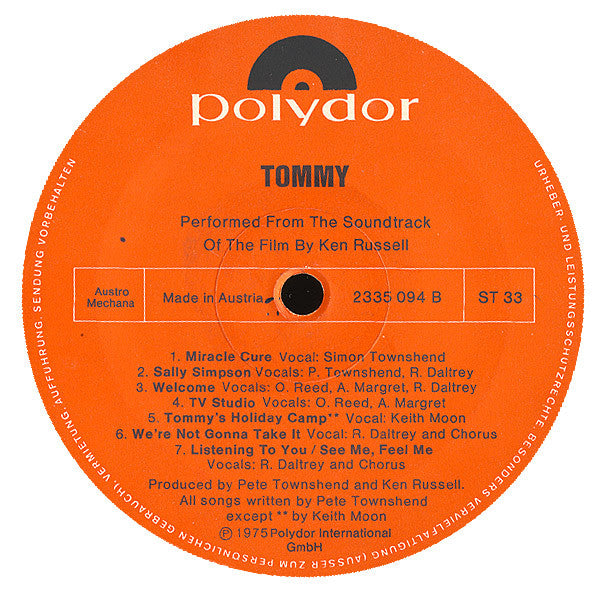 polydor
TOMMY
Performed From The Soundtrack
Of The Film By Ken Russell
Austro
Mechana
Made in Austria
2335 094 B
ST 33
1. Miracle Cure Vocal: Simon Townshend
2. Sally Simpson Vocals: P. Townshend, R. Daltrey
3. Welcome Vocals: O. Reed, A. Margret, R. Daltrey
4. TV Studio Vocals: O. Reed, A. Margret
5. Tommy's Holiday Camp** Vocal: Keith Moon
6. We're Not Gonna Take It Vocal: R. Daltrey and Chorus
7. Listening To You / See Me, Feel Me
Vocals: R. Daltrey and Chorus
Produced by Pete Townshend and Ken Russell.
All songs written by Pete Townshend
except ** by Keith Moon
Ⓟ 1975 Polydor International
GmbH
URHEBER- UND LEISTUNGSSCHUTZRECHTE, BESONDERS VERVIELFÄLTIGUNG (AUSSER ZUM PERSÖNLICHEN GEBRAUCH), VERMIETUNG, AUFFÜHRUNG, SENDUNG VORBEHALTEN